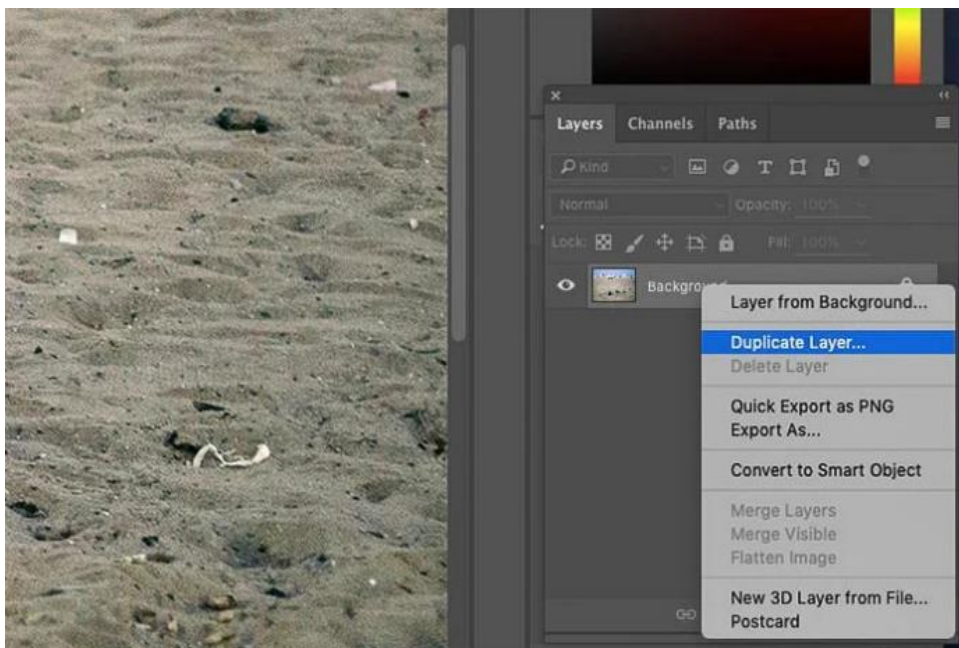 Layers Channels Paths
Kind
Normal Opacity: 100%
Lock: Fill: 100%
Background
Layer from Background...
Duplicate Layer...
Delete Layer
Quick Export as PNG
Export As...
Convert to Smart Object
Merge Layers
Merge Visible
Flatten Image
New 3D Layer from File...
Postcard